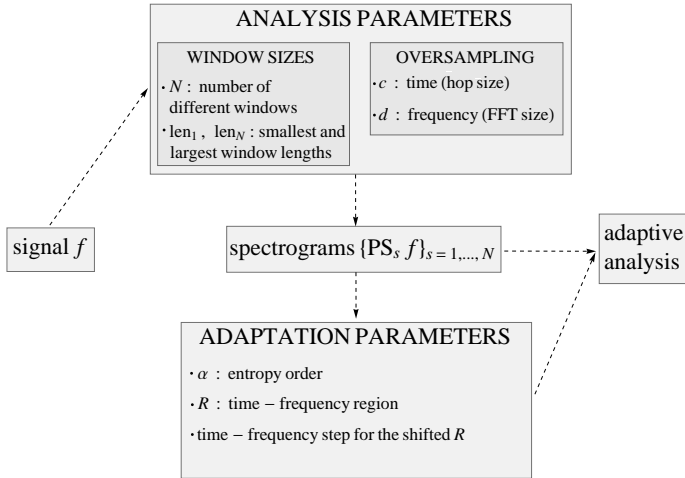 ANALYSIS PARAMETERS
WINDOW SIZES
· N : number of
different windows
· len₁ , lenN : smallest and
largest window lengths
OVERSAMPLING
· c : time (hop size)
· d : frequency (FFT size)
signal f
spectrograms {PSₛ f}ₛ = 1,..., N
adaptive
analysis
ADAPTATION PARAMETERS
· α : entropy order
· R : time − frequency region
· time − frequency step for the shifted R